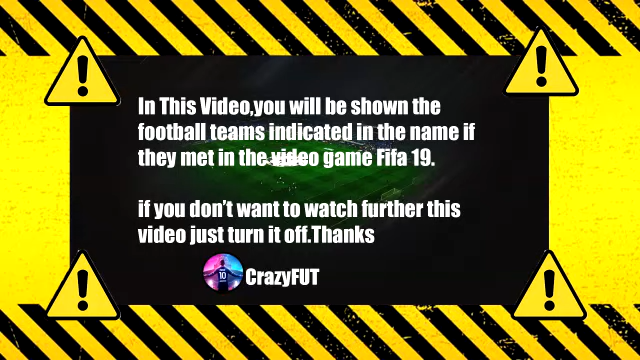 In This Video,you will be shown the
football teams indicated in the name if
they met in the video game Fifa 19.
if you don't want to watch further this
video just turn it off.Thanks
10
CrazyFUT